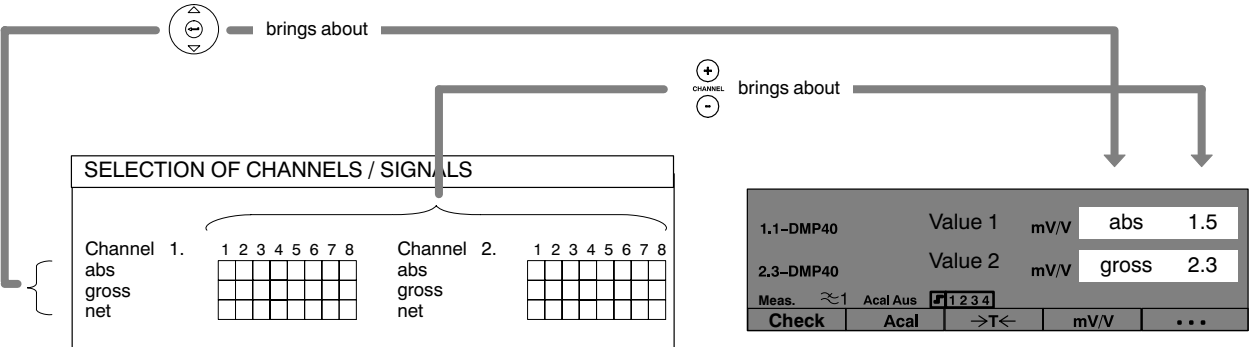 brings about
CHANNEL
brings about
SELECTION OF CHANNELS / SIGNALS
Channel 1. 1 2 3 4 5 6 7 8 Channel 2. 1 2 3 4 5 6 7 8
abs abs
gross gross
net net
1.1–DMP40 Value 1 mV/V abs 1.5
2.3–DMP40 Value 2 mV/V gross 2.3
Meas. 1 Acal Aus 1 2 3 4
Check Acal →T← mV/V •••